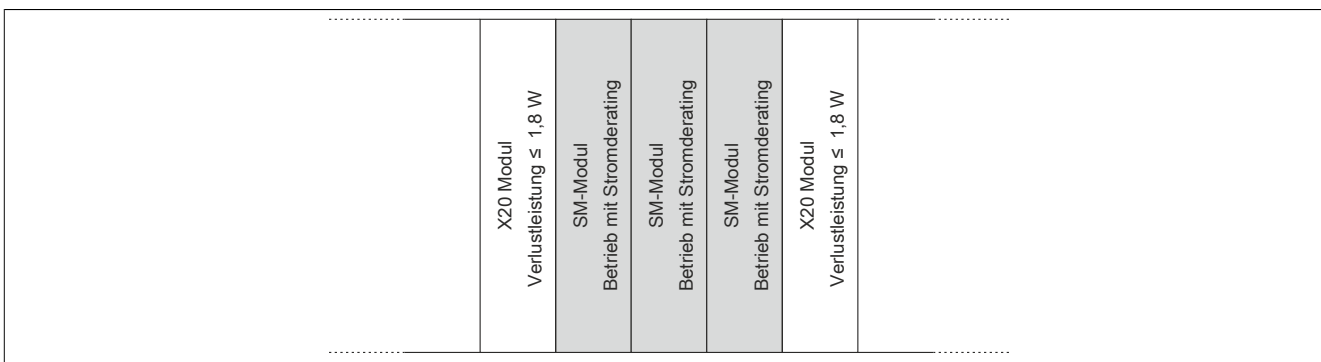 X20 Modul
Verlustleistung ≤ 1,8 W
SM-Modul
Betrieb mit Stromderating
SM-Modul
Betrieb mit Stromderating
SM-Modul
Betrieb mit Stromderating
X20 Modul
Verlustleistung ≤ 1,8 W